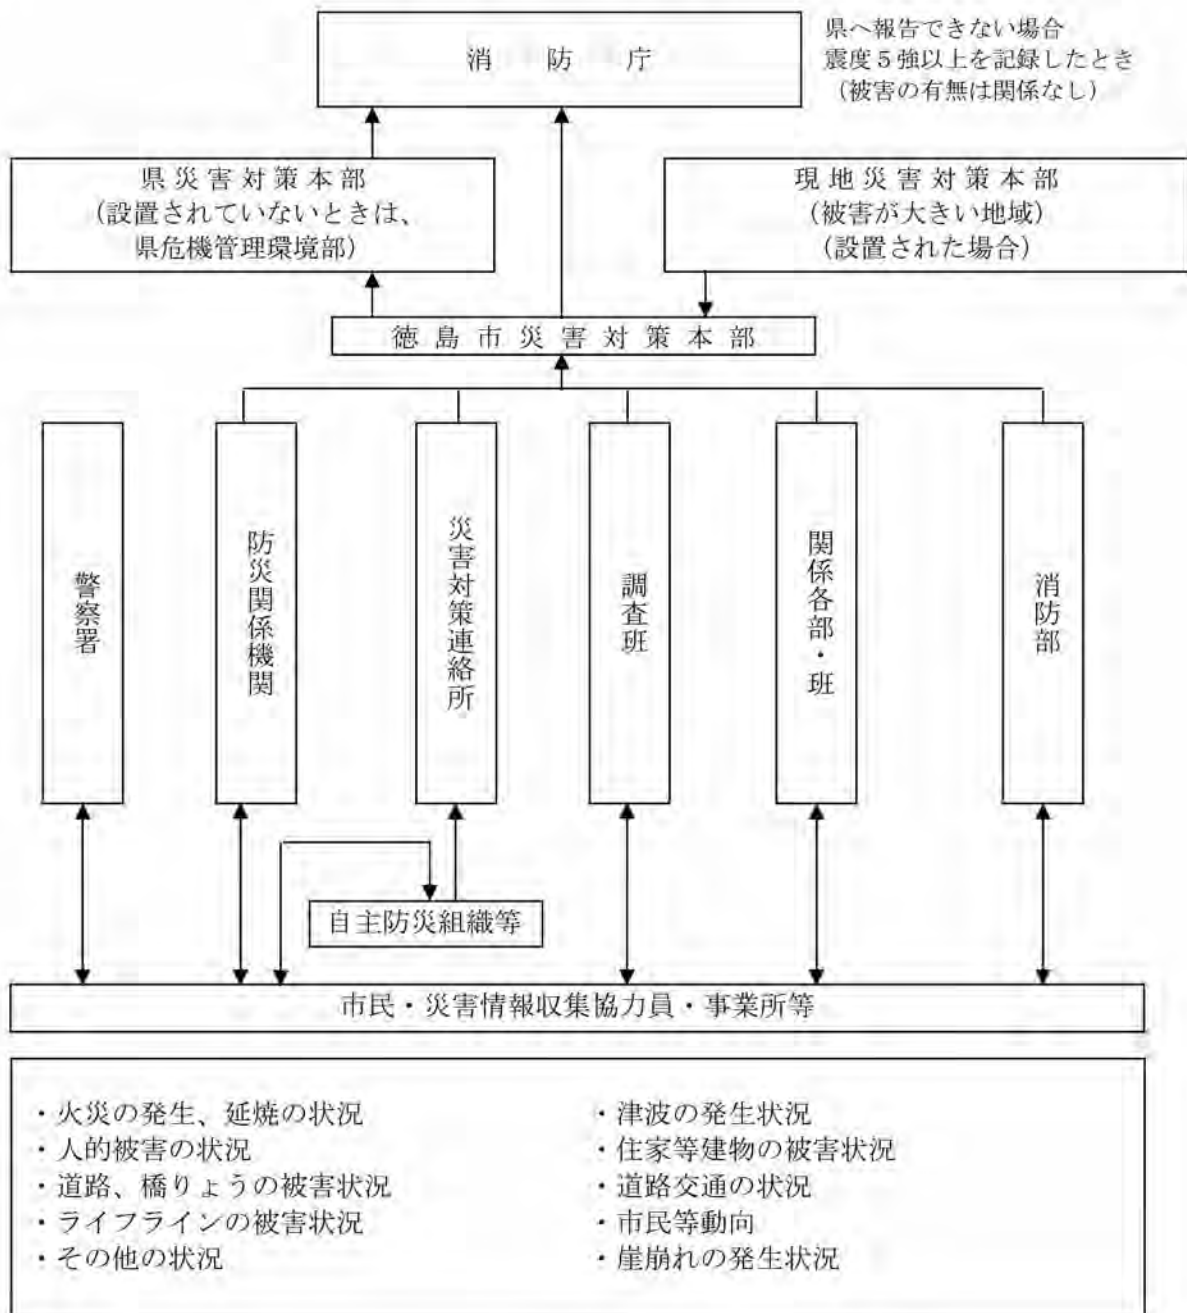 消防庁
県へ報告できない場合
震度5強以上を記録したとき
（被害の有無は関係なし）
県災害対策本部
（設置されていないときは、
県危機管理環境部）
現地災害対策本部
（被害が大きい地域）
（設置された場合）
徳島市災害対策本部
警察署
防災関係機関
災害対策連絡所
調査班
関係各部・班
消防部
自主防災組織等
市民・災害情報収集協力員・事業所等
・火災の発生、延焼の状況
・人的被害の状況
・道路、橋りょうの被害状況
・ライフラインの被害状況
・その他の状況
・津波の発生状況
・住家等建物の被害状況
・道路交通の状況
・市民等動向
・崖崩れの発生状況